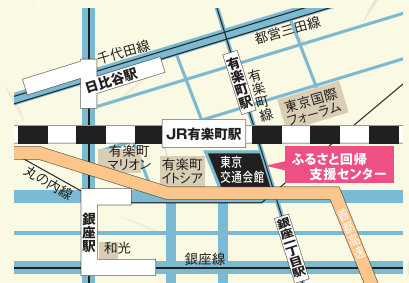 千代田線
都営三田線
日比谷駅
有楽町駅
有楽町線
東京国際
フォーラム
JR有楽町駅
有楽町
マリオン
有楽町
イトシア
東京
交通会館
ふるさと回帰
支援センター
丸の内線
銀座駅
和光
銀座線
銀座一丁目駅
首都高速